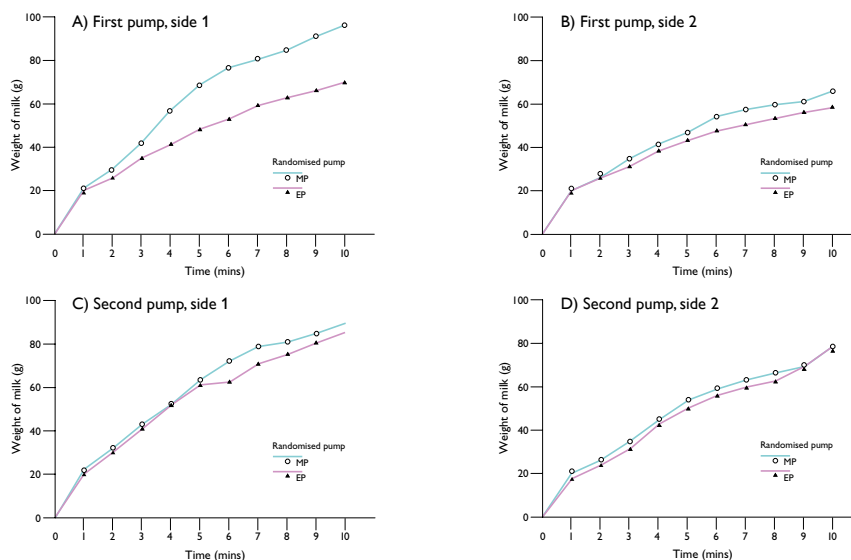 A) First pump, side 1
100
80
60
40
20
0
Weight of milk (g)
Randomised pump
MP
EP
0 1 2 3 4 5 6 7 8 9 10
Time (mins)
B) First pump, side 2
100
80
60
40
20
0
Weight of milk (g)
Randomised pump
MP
EP
0 1 2 3 4 5 6 7 8 9 10
Time (mins)
C) Second pump, side 1
100
80
60
40
20
0
Weight of milk (g)
Randomised pump
MP
EP
0 1 2 3 4 5 6 7 8 9 10
Time (mins)
D) Second pump, side 2
100
80
60
40
20
0
Weight of milk (g)
Randomised pump
MP
EP
0 1 2 3 4 5 6 7 8 9 10
Time (mins)